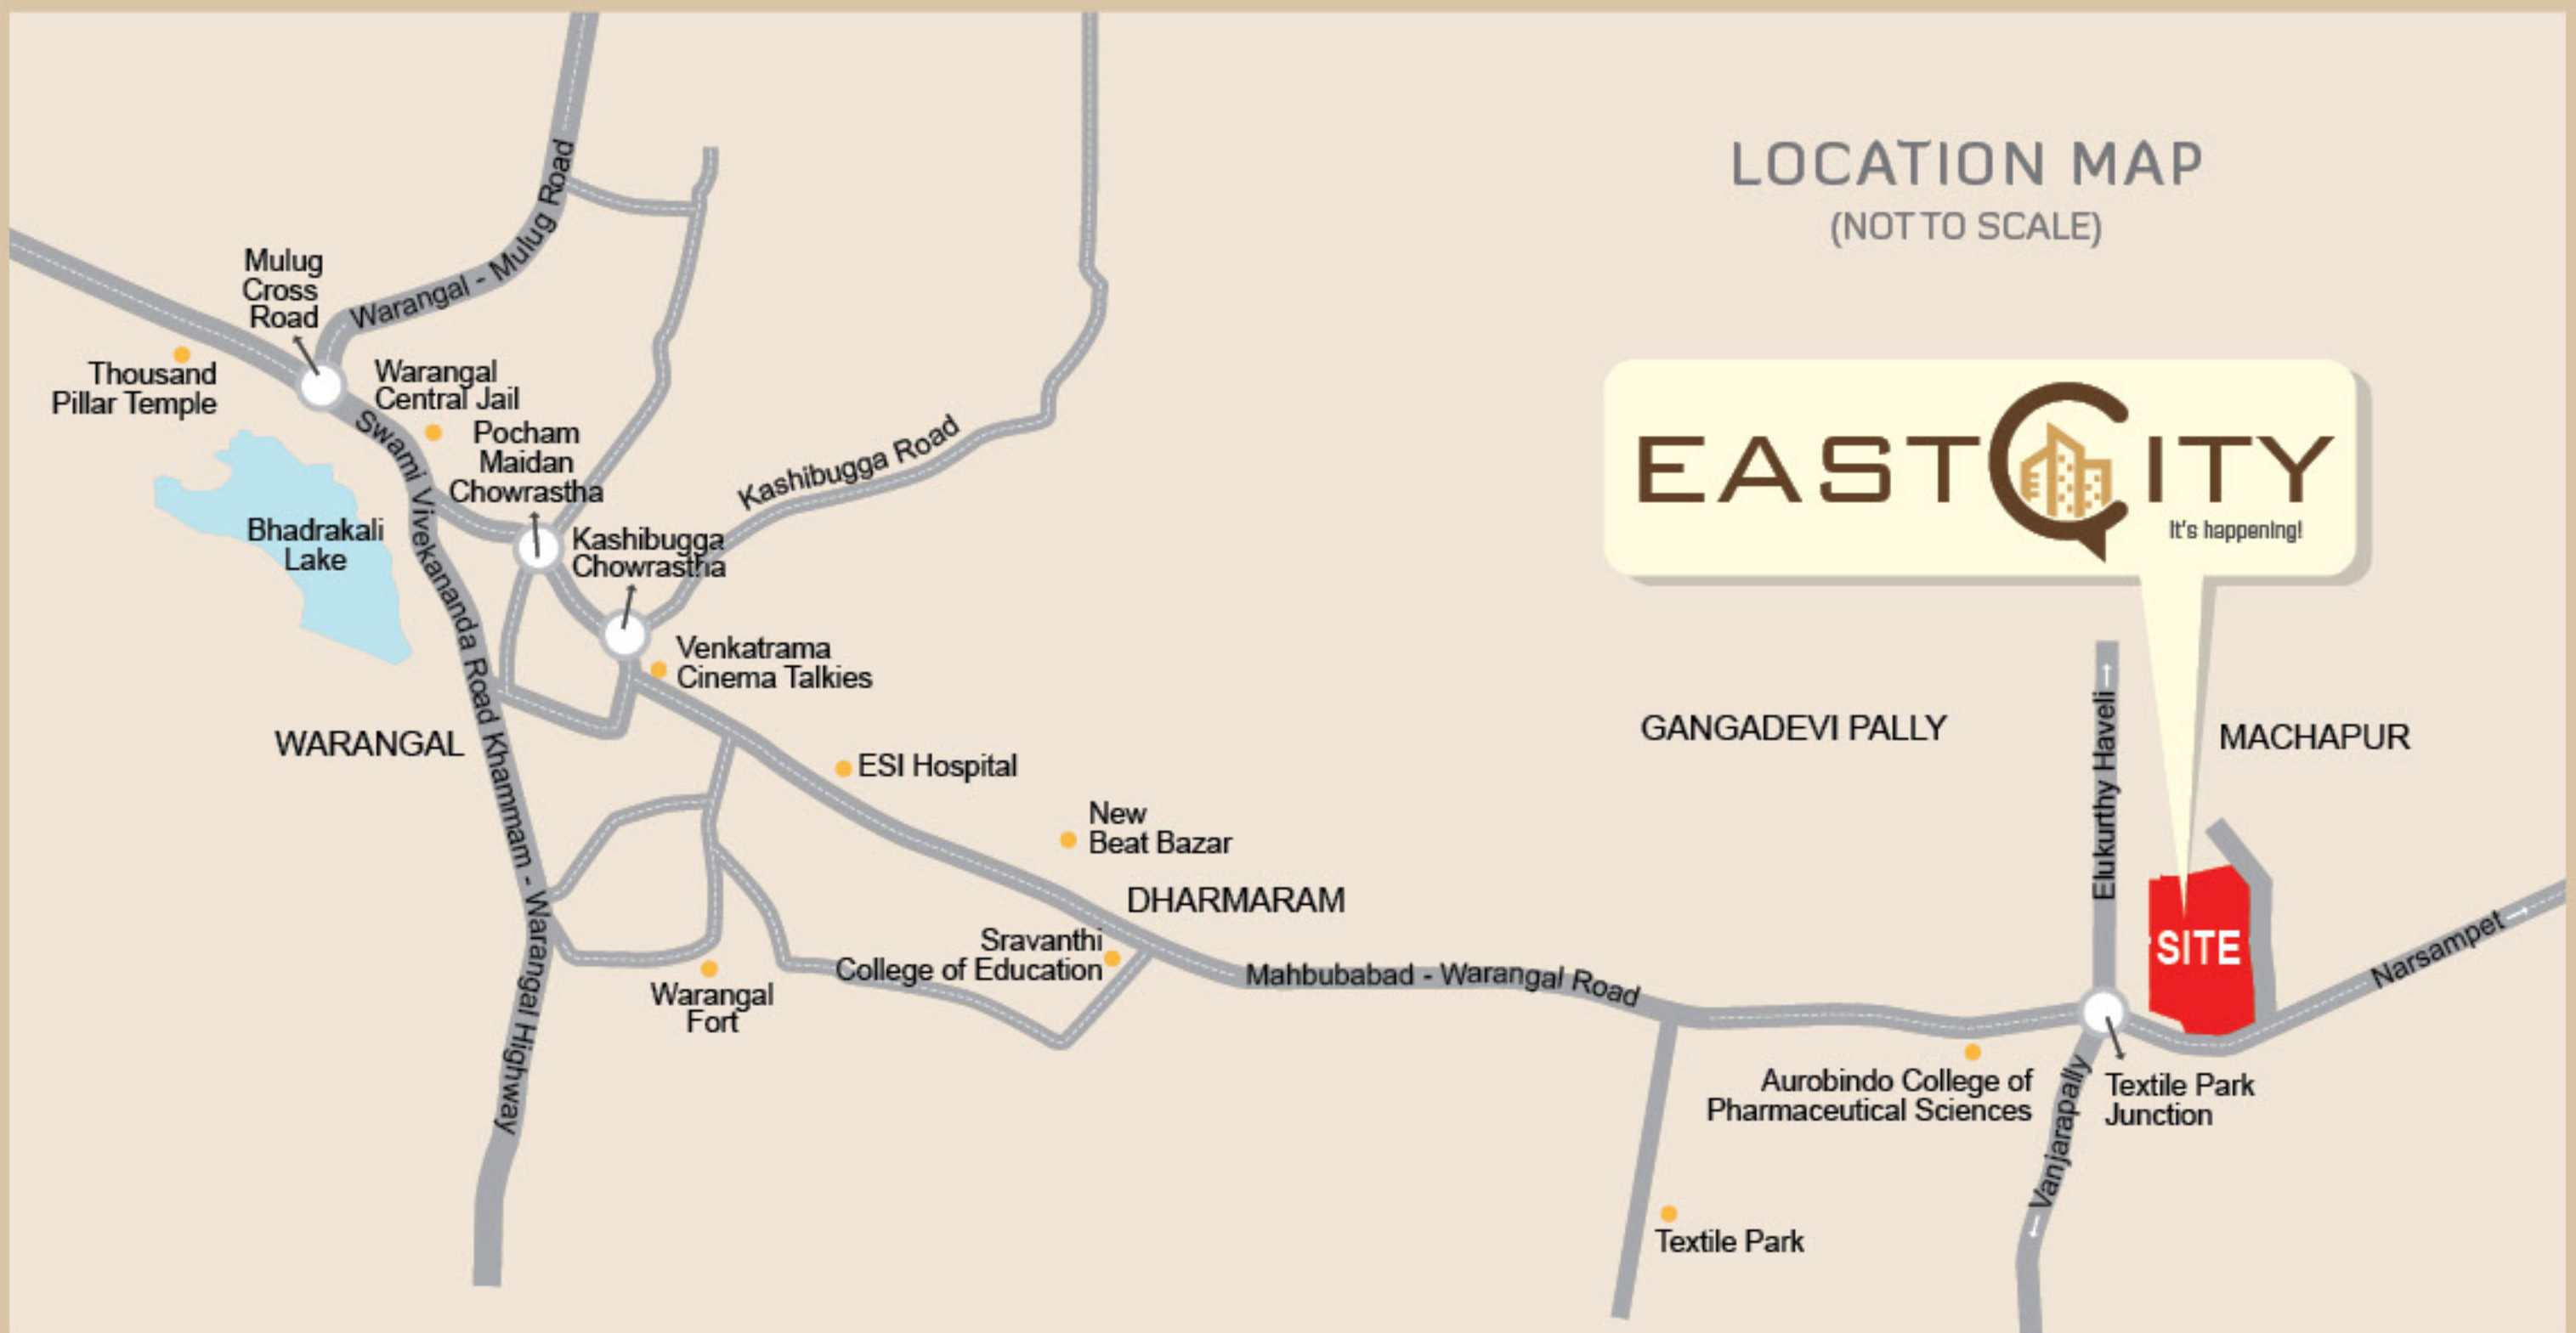 LOCATION MAP
(NOT TO SCALE)
Mulug
Cross
Road
Warangal - Mulug Road
Thousand
Pillar Temple
Warangal
Central Jail
Pocham
Maidan
Chowrastha
Swami Vivekananda Road Khammam - Warangal Highway
Bhadrakali
Lake
Kashibugga Road
Kashibugga
Chowrastha
Venkatrama
Cinema Talkies
WARANGAL
ESI Hospital
New
Beat Bazar
DHARMARAM
Sravanthi
College of Education
Warangal
Fort
Mahbubabad - Warangal Road
EASTCITY
It's happening!
GANGADEVI PALLY
Elukurthy Haveli →
MACHAPUR
SITE
Narsampet →
Aurobindo College of
Pharmaceutical Sciences
Textile Park
Junction
← Vanjarapally
Textile Park